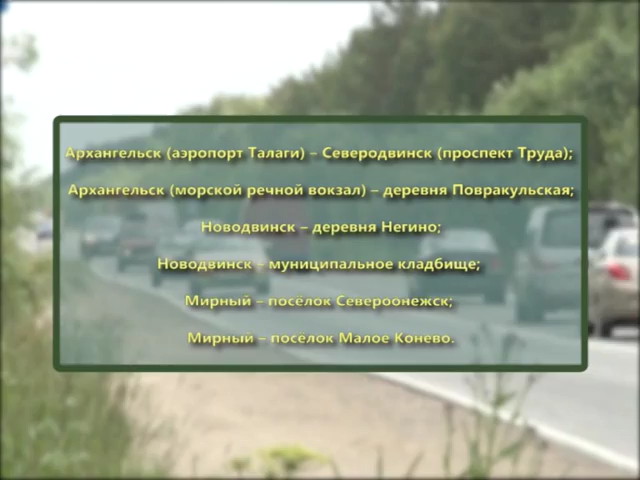 Архангельск (аэропорт Талаги) – Северодвинск (проспект Труда);
Архангельск (морской речной вокзал) – деревня Повракульская;
Новодвинск – деревня Негино;
Новодвинск – муниципальное кладбище;
Мирный – посёлок Североонежск;
Мирный – посёлок Малое Конево.